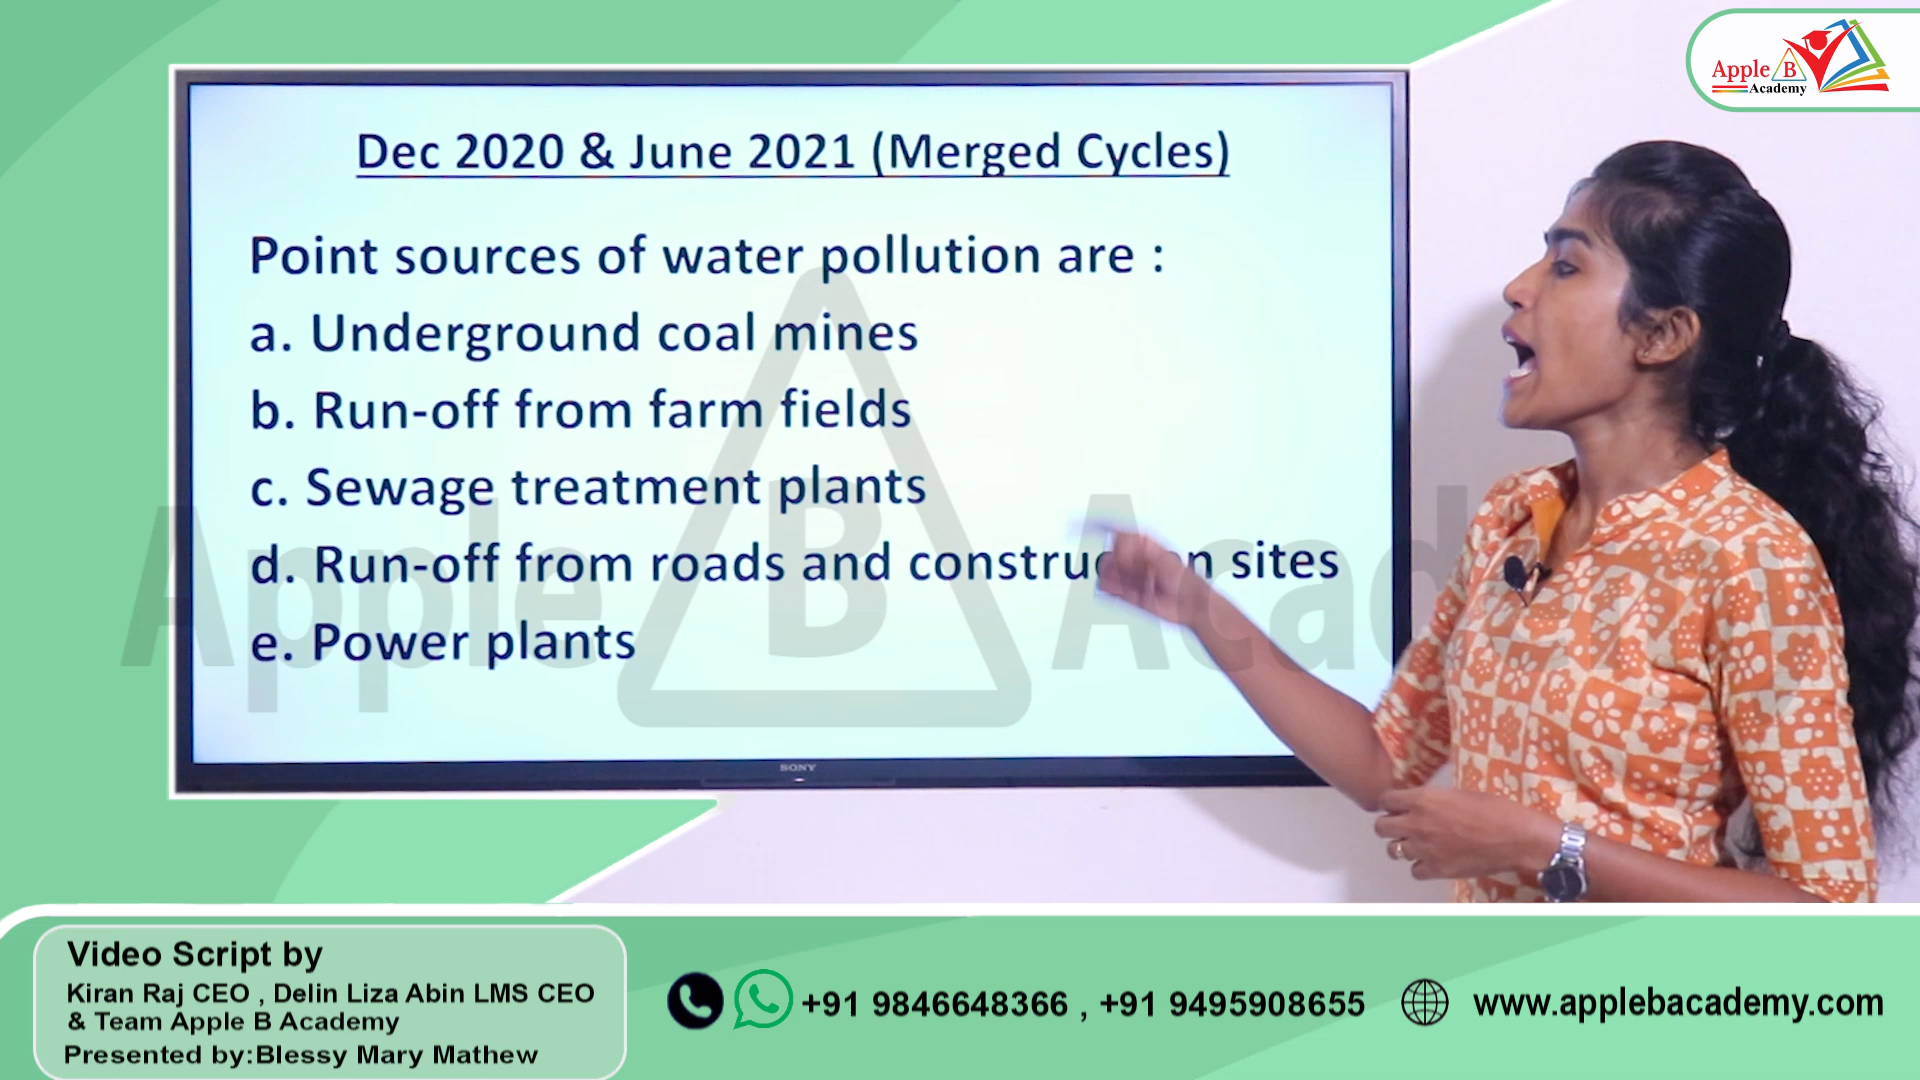 Apple B
Academy
Dec 2020 & June 2021 (Merged Cycles)
Point sources of water pollution are :
a. Underground coal mines
b. Run-off from farm fields
c. Sewage treatment plants
d. Run-off from roads and construction sites
e. Power plants
Apple B Academy
SONY
Video Script by
Kiran Raj CEO , Delin Liza Abin LMS CEO
& Team Apple B Academy
Presented by:Blessy Mary Mathew
+91 9846648366 , +91 9495908655
www.applebacademy.com